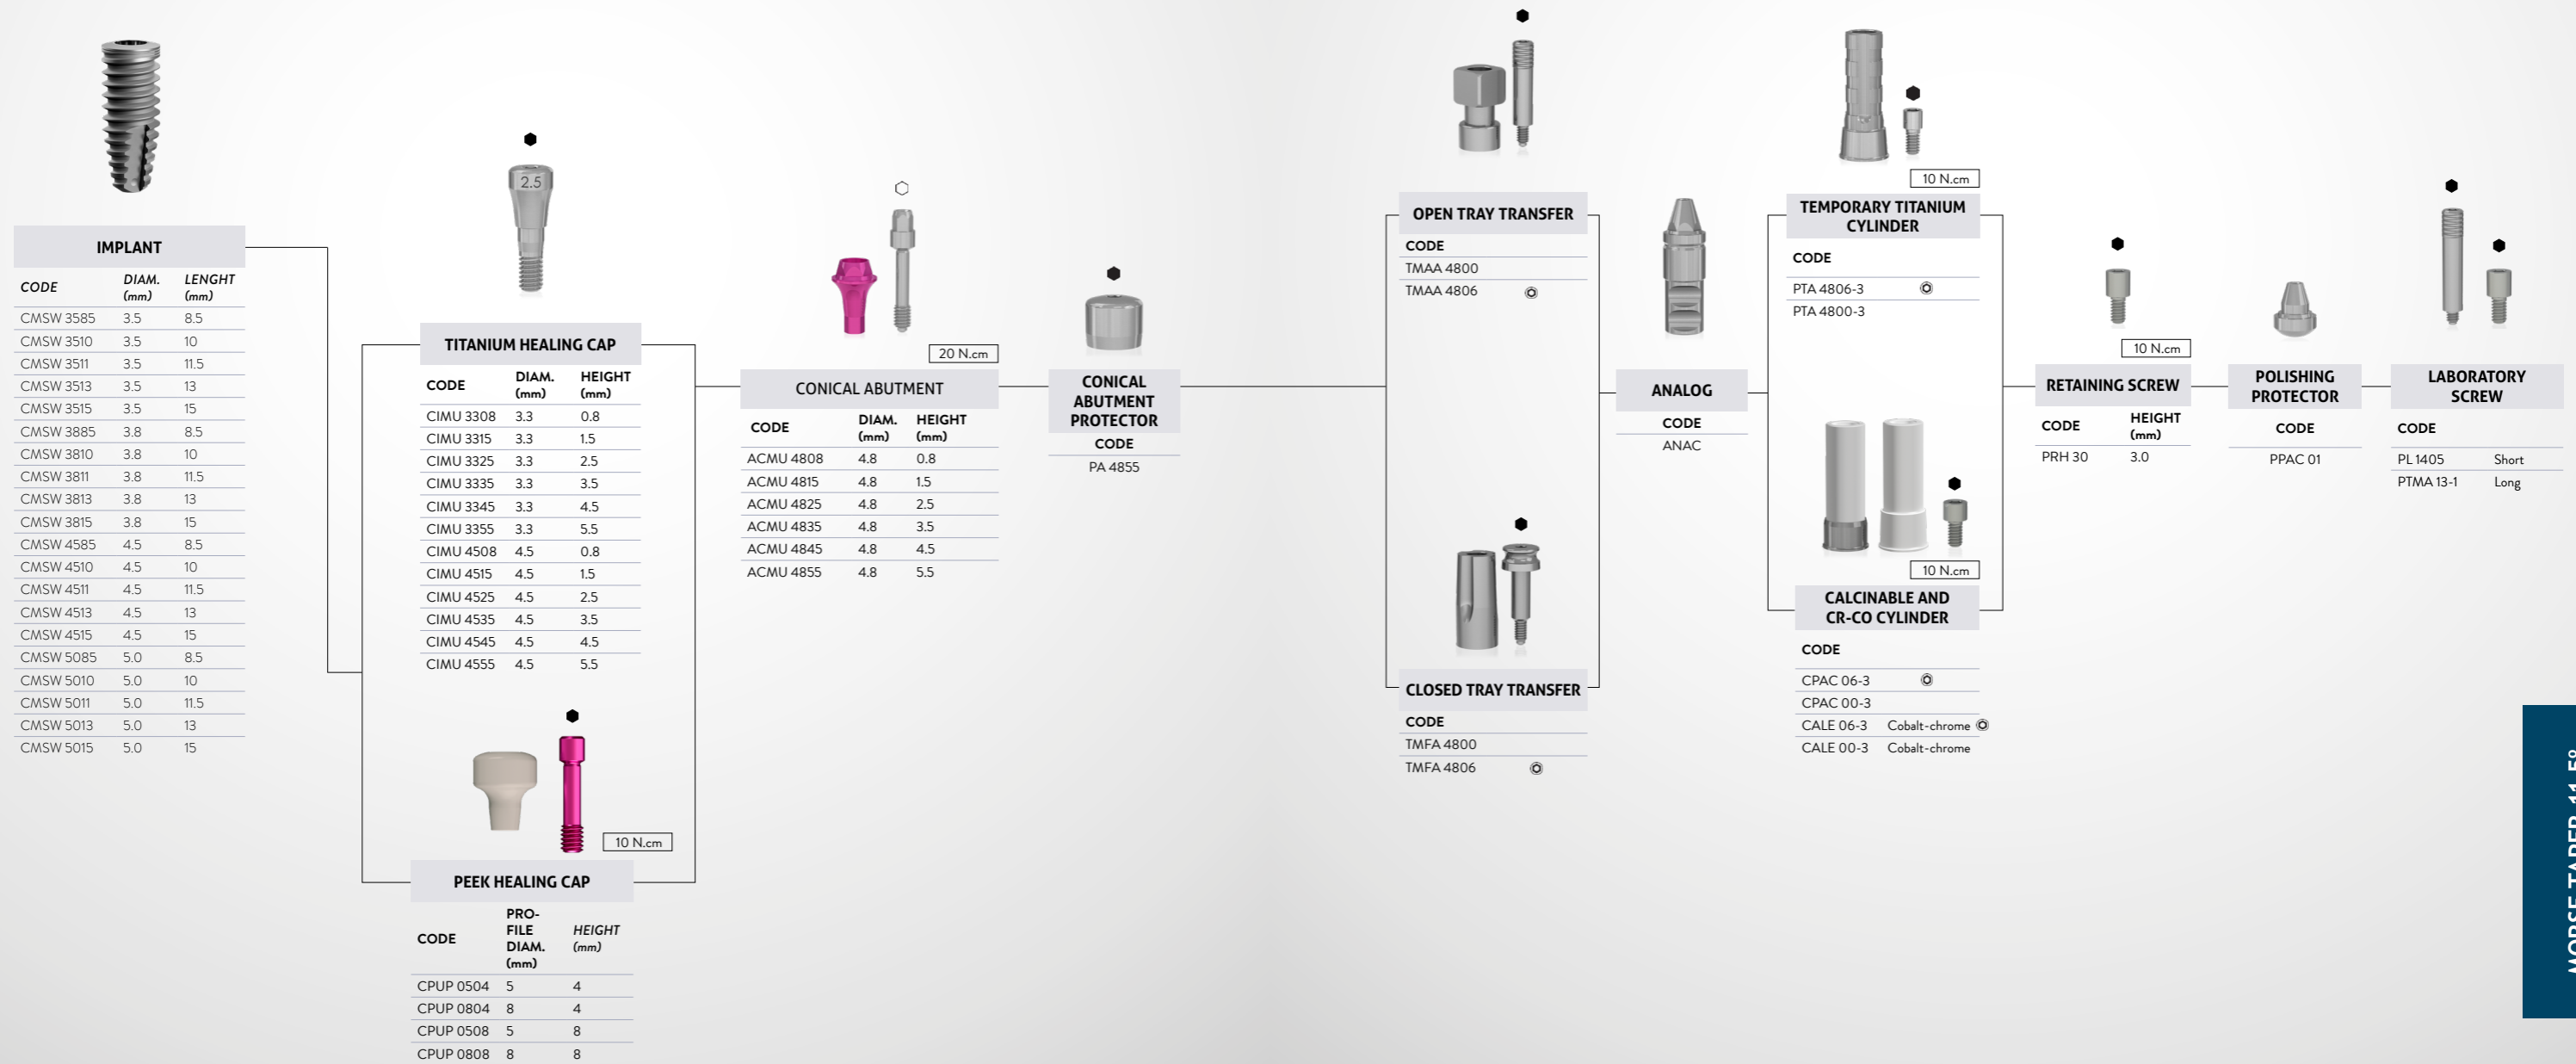 IMPLANT
CODE DIAM. (mm) LENGHT (mm)
CMSW 3585 3.5 8.5
CMSW 3510 3.5 10
CMSW 3511 3.5 11.5
CMSW 3513 3.5 13
CMSW 3515 3.5 15
CMSW 3885 3.8 8.5
CMSW 3810 3.8 10
CMSW 3811 3.8 11.5
CMSW 3813 3.8 13
CMSW 3815 3.8 15
CMSW 4585 4.5 8.5
CMSW 4510 4.5 10
CMSW 4511 4.5 11.5
CMSW 4513 4.5 13
CMSW 4515 4.5 15
CMSW 5085 5.0 8.5
CMSW 5010 5.0 10
CMSW 5011 5.0 11.5
CMSW 5013 5.0 13
CMSW 5015 5.0 15
2.5
TITANIUM HEALING CAP
CODE DIAM. (mm) HEIGHT (mm)
CIMU 3308 3.3 0.8
CIMU 3315 3.3 1.5
CIMU 3325 3.3 2.5
CIMU 3335 3.3 3.5
CIMU 3345 3.3 4.5
CIMU 3355 3.3 5.5
CIMU 4508 4.5 0.8
CIMU 4515 4.5 1.5
CIMU 4525 4.5 2.5
CIMU 4535 4.5 3.5
CIMU 4545 4.5 4.5
CIMU 4555 4.5 5.5
10 N.cm
PEEK HEALING CAP
CODE PRO-FILE DIAM. (mm) HEIGHT (mm)
CPUP 0504 5 4
CPUP 0804 8 4
CPUP 0508 5 8
CPUP 0808 8 8
20 N.cm
CONICAL ABUTMENT
CODE DIAM. (mm) HEIGHT (mm)
ACMU 4808 4.8 0.8
ACMU 4815 4.8 1.5
ACMU 4825 4.8 2.5
ACMU 4835 4.8 3.5
ACMU 4845 4.8 4.5
ACMU 4855 4.8 5.5
CONICAL
ABUTMENT
PROTECTOR
CODE
PA 4855
OPEN TRAY TRANSFER
CODE
TMAA 4800
TMAA 4806
CLOSED TRAY TRANSFER
CODE
TMFA 4800
TMFA 4806
ANALOG
CODE
ANAC
10 N.cm
TEMPORARY TITANIUM
CYLINDER
CODE
PTA 4806-3
PTA 4800-3
10 N.cm
CALCINABLE AND
CR-CO CYLINDER
CODE
CPAC 06-3
CPAC 00-3
CALE 06-3 Cobalt-chrome
CALE 00-3 Cobalt-chrome
10 N.cm
RETAINING SCREW
CODE HEIGHT (mm)
PRH 30 3.0
POLISHING
PROTECTOR
CODE
PPAC 01
LABORATORY
SCREW
CODE
PL 1405 Short
PTMA 13-1 Long
MORSE TAPER 11.5°